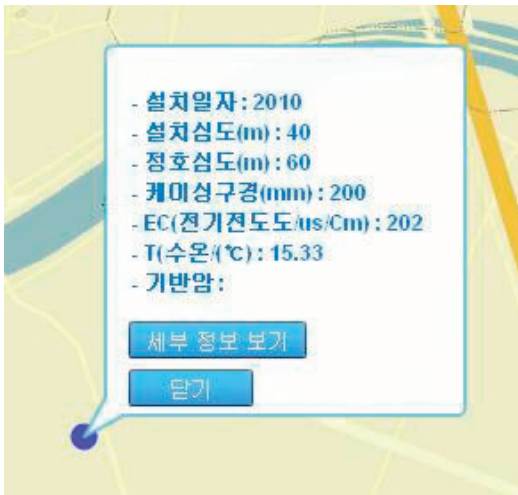 - 설치일자 : 2010
- 설치심도(m) : 40
- 정호심도(m) : 60
- 케이싱구경(mm) : 200
- EC(전기전도도/us/Cm) : 202
- T(수온/(℃) : 15.33
- 기반암 :
세부 정보 보기
닫기